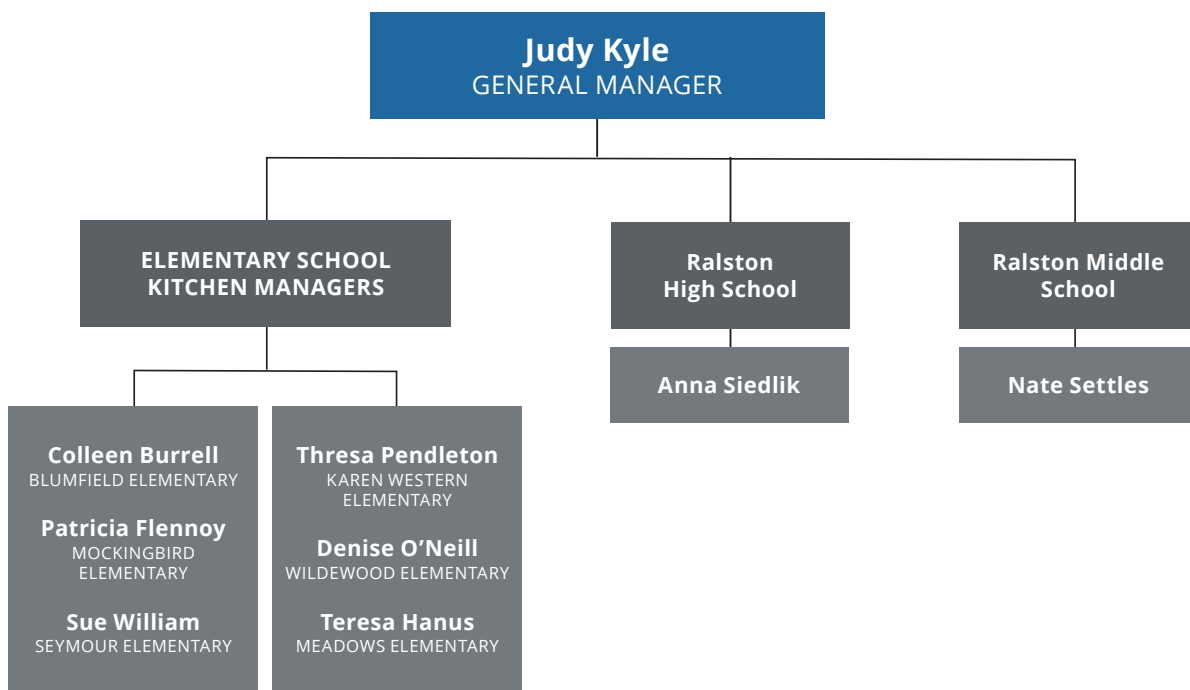 Judy Kyle
GENERAL MANAGER
ELEMENTARY SCHOOL
KITCHEN MANAGERS
Ralston
High School
Ralston Middle
School
Anna Siedlik
Nate Settles
Colleen Burrell
BLUMFIELD ELEMENTARY
Patricia Flennoy
MOCKINGBIRD
ELEMENTARY
Sue William
SEYMOUR ELEMENTARY
Thresa Pendleton
KAREN WESTERN
ELEMENTARY
Denise O’Neill
WILDEWOOD ELEMENTARY
Teresa Hanus
MEADOWS ELEMENTARY